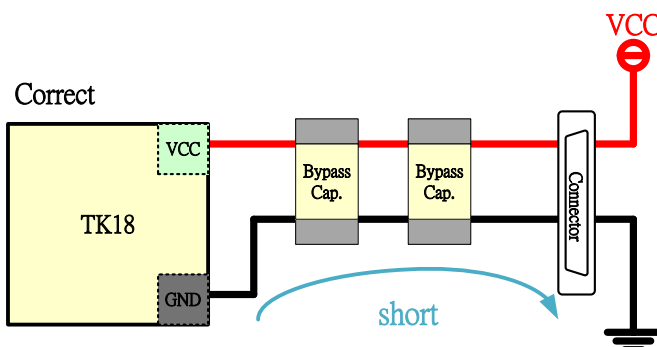 VCC
Correct
VCC
Bypass
Cap.
Bypass
Cap.
Connector
TK18
GND
short